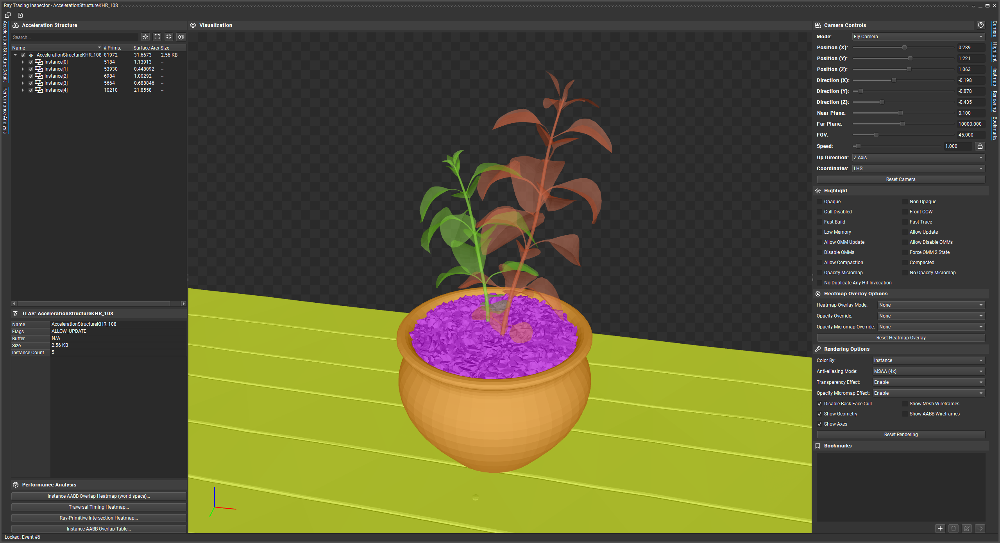 Ray Tracing Inspector - AccelerationStructureKHR_108
Acceleration Structure Details
Performance Analysis
Acceleration Structure
Search...
Name # Prims. Surface Area Size
AccelerationStructureKHR_108 81972 31.6673 2.56 KB
instance[0] 5184 1.13913 --
instance[1] 53930 0.448092 --
instance[2] 6984 1.00292 --
instance[3] 5664 0.688846 --
instance[4] 10210 21.8558 --
TLAS: AccelerationStructureKHR_108
Name AccelerationStructureKHR_108
Flags ALLOW_UPDATE
Buffer N/A
Size 2.56 KB
Instance Count 5
Performance Analysis
Instance AABB Overlap Heatmap (world space)...
Traversal Timing Heatmap...
Ray-Primitive Intersection Heatmap...
Instance AABB Overlap Table...
Locked: Event #6
Visualization
Camera Controls
Mode: Fly Camera
Position (X): 0.289
Position (Y): 1.221
Position (Z): 1.063
Direction (X): -0.198
Direction (Y): -0.878
Direction (Z): -0.435
Near Plane: 0.100
Far Plane: 10000.000
FOV: 45.000
Speed: 1.000
Up Direction: Z Axis
Coordinates: LHS
Reset Camera
Highlight
Opaque Non-Opaque
Cull Disabled Front CCW
Fast Build Fast Trace
Low Memory Allow Update
Allow OMM Update Allow Disable OMMs
Disable OMMs Force OMM 2 State
Allow Compaction Compacted
Opacity Micromap No Opacity Micromap
No Duplicate Any Hit Invocation
Heatmap Overlay Options
Heatmap Overlay Mode: None
Opacity Override: None
Opacity Micromap Override: None
Reset Heatmap Overlay
Rendering Options
Color By: Instance
Anti-aliasing Mode: MSAA (4x)
Transparency Effect: Enable
Opacity Micromap Effect: Enable
Disable Back Face Cull Show Mesh Wireframes
Show Geometry Show AABB Wireframes
Show Axes
Reset Rendering
Bookmarks
Camera
Highlight
Heatmap
Rendering
Bookmarks